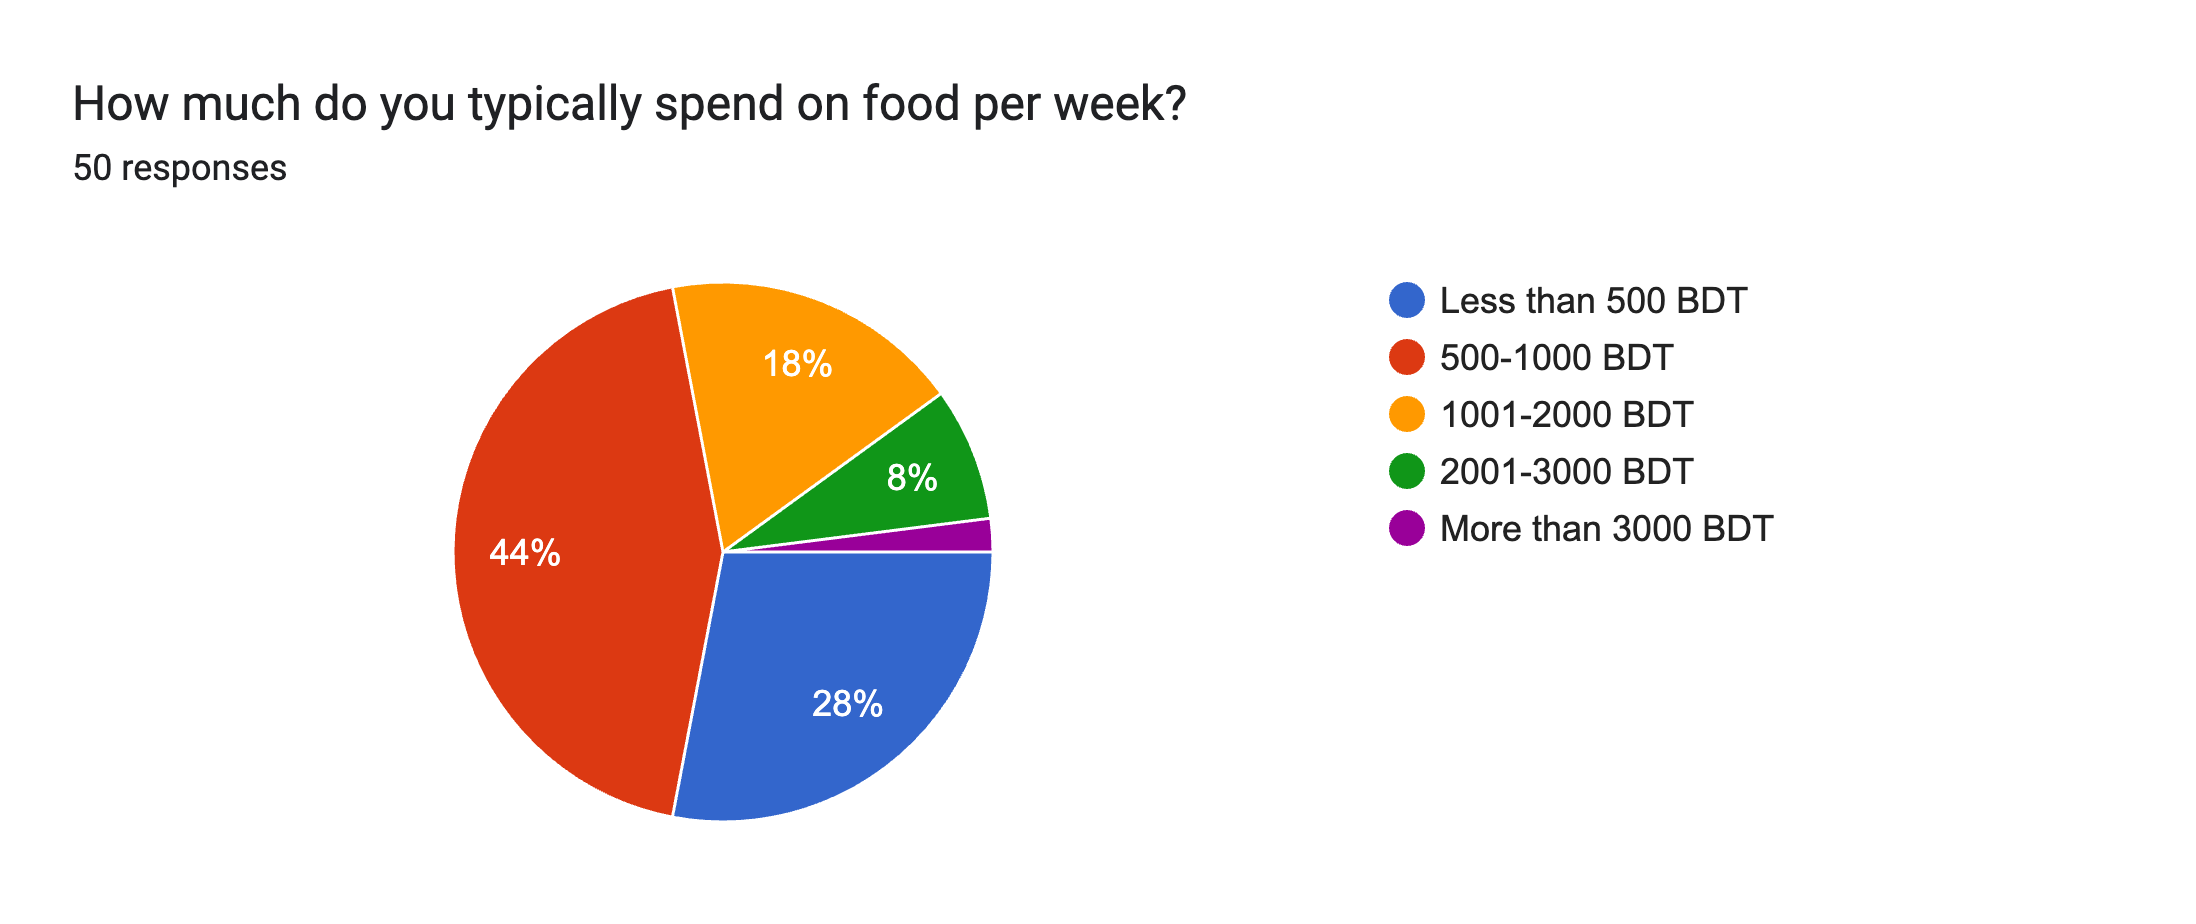 How much do you typically spend on food per week?
50 responses
18%
8%
44%
28%
Less than 500 BDT
500-1000 BDT
1001-2000 BDT
2001-3000 BDT
More than 3000 BDT